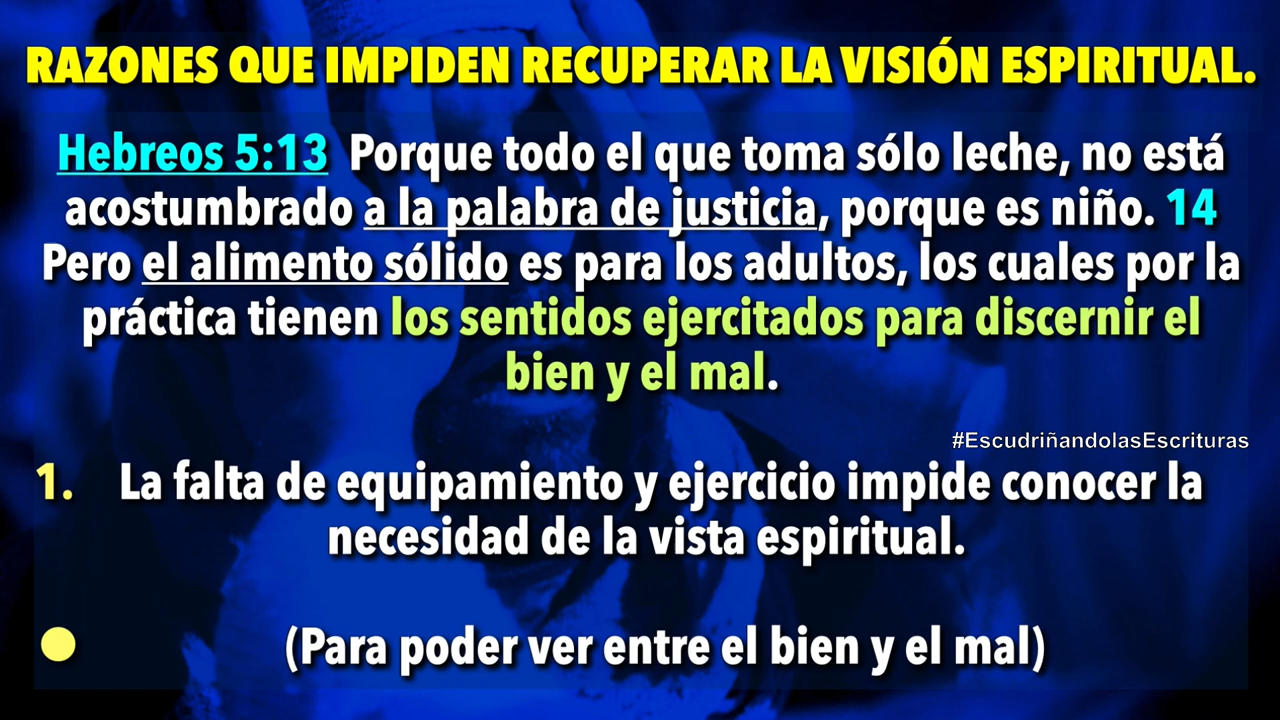 RAZONES QUE IMPIDEN RECUPERAR LA VISIÓN ESPIRITUAL.
Hebreos 5:13 Porque todo el que toma sólo leche, no está
acostumbrado a la palabra de justicia, porque es niño. 14
Pero el alimento sólido es para los adultos, los cuales por la
práctica tienen los sentidos ejercitados para discernir el
bien y el mal.
#EscudriñandolasEscrituras
1. La falta de equipamiento y ejercicio impide conocer la
necesidad de la vista espiritual.
(Para poder ver entre el bien y el mal)